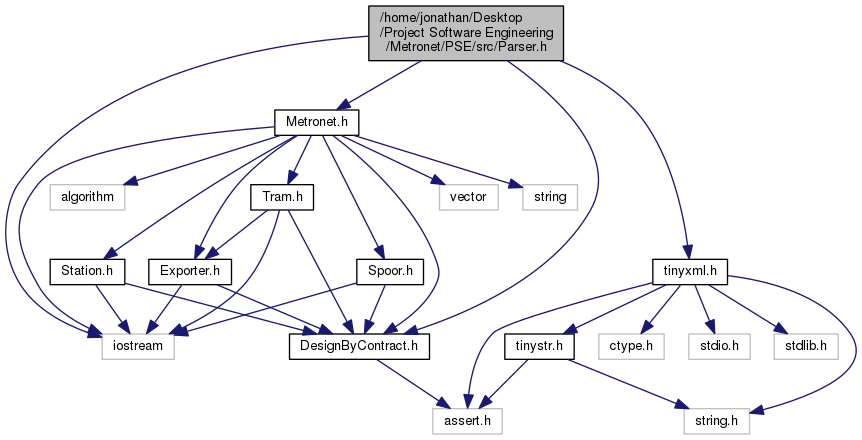 /home/jonathan/Desktop
/Project Software Engineering
/Metronet/PSE/src/Parser.h
Metronet.h
algorithm
Tram.h
vector
string
Station.h
Exporter.h
Spoor.h
tinyxml.h
iostream
DesignByContract.h
tinystr.h
ctype.h
stdio.h
stdlib.h
assert.h
string.h